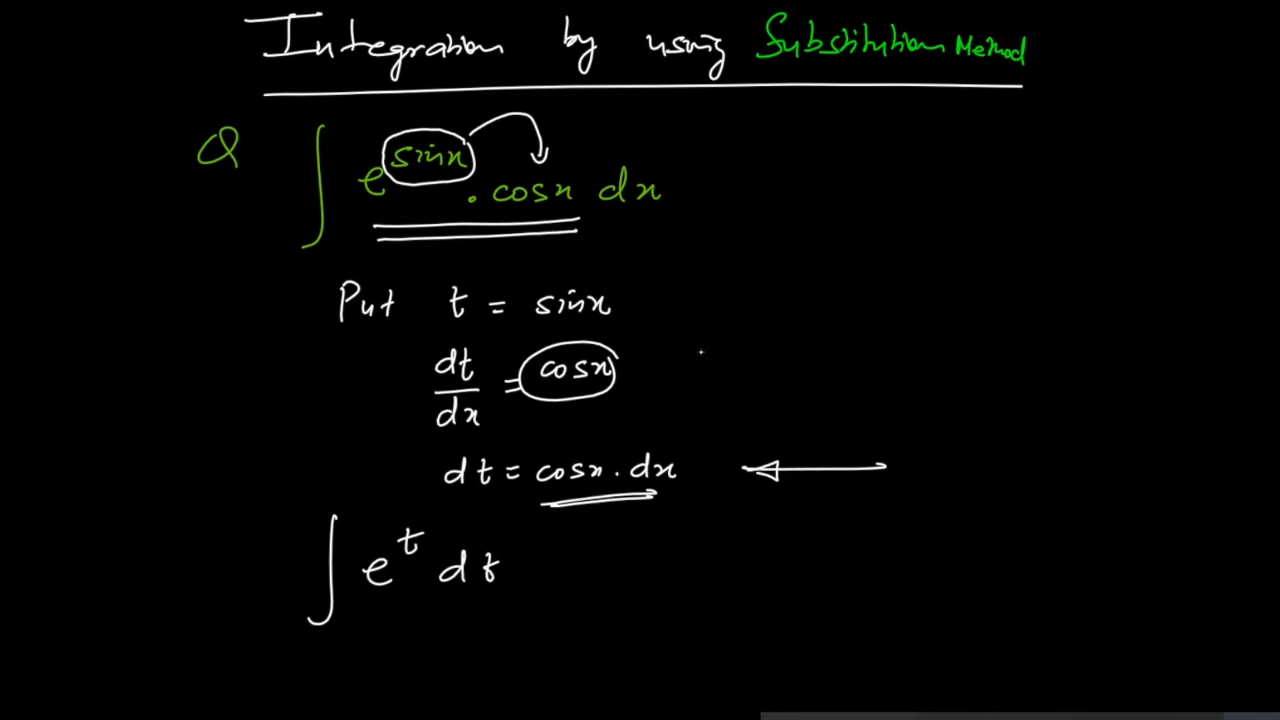 Integration by using Substitution Method
Q ∫ e^sinx . cosx dx
Put t = sinx
dt/dx = cosx
dt = cosx . dx
∫ e^t dt